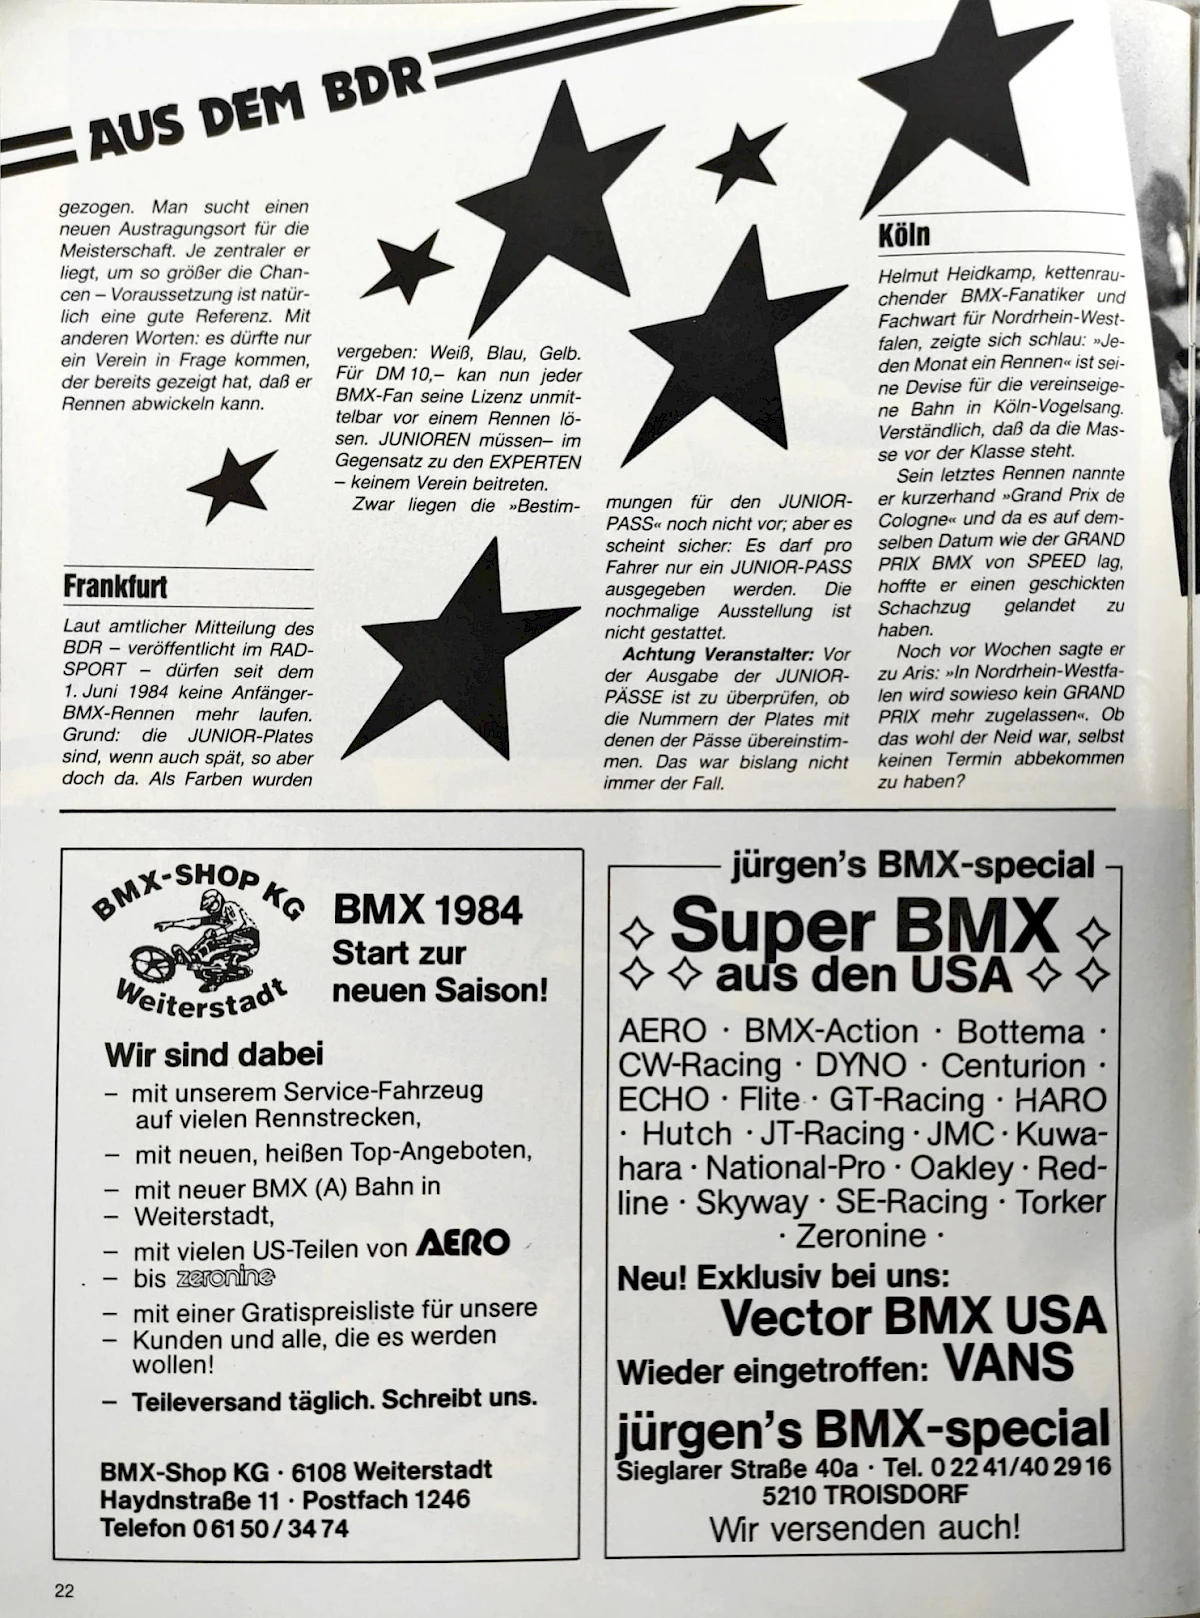 AUS DEM BDR
gezogen. Man sucht einen
neuen Austragungsort für die
Meisterschaft. Je zentraler er
liegt, um so größer die Chan-
cen – Voraussetzung ist natür-
lich eine gute Referenz. Mit
anderen Worten: es dürfte nur
ein Verein in Frage kommen,
der bereits gezeigt hat, daß er
Rennen abwickeln kann.
Frankfurt
Laut amtlicher Mitteilung des
BDR – veröffentlicht im RAD-
SPORT – dürfen seit dem
1. Juni 1984 keine Anfänger-
BMX-Rennen mehr laufen.
Grund: die JUNIOR-Plates
sind, wenn auch spät, so aber
doch da. Als Farben wurden
vergeben: Weiß, Blau, Gelb.
Für DM 10,– kan nun jeder
BMX-Fan seine Lizenz unmit-
telbar vor einem Rennen lö-
sen. JUNIOREN müssen– im
Gegensatz zu den EXPERTEN
– keinem Verein beitreten.
Zwar liegen die »Bestim-
mungen für den JUNIOR-
PASS« noch nicht vor; aber es
scheint sicher: Es darf pro
Fahrer nur ein JUNIOR-PASS
ausgegeben werden. Die
nochmalige Ausstellung ist
nicht gestattet.
Achtung Veranstalter: Vor
der Ausgabe der JUNIOR-
PÄSSE ist zu überprüfen, ob
die Nummern der Plates mit
denen der Pässe übereinstim-
men. Das war bislang nicht
immer der Fall.
Köln
Helmut Heidkamp, kettenrau-
chender BMX-Fanatiker und
Fachwart für Nordrhein-West-
falen, zeigte sich schlau: »Je-
den Monat ein Rennen« ist sei-
ne Devise für die vereinseige-
ne Bahn in Köln-Vogelsang.
Verständlich, daß da die Mas-
se vor der Klasse steht.
Sein letztes Rennen nannte
er kurzerhand »Grand Prix de
Cologne« und da es auf dem-
selben Datum wie der GRAND
PRIX BMX von SPEED lag,
hoffte er einen geschickten
Schachzug gelandet zu
haben.
Noch vor Wochen sagte er
zu Aris: »In Nordrhein-Westfa-
len wird sowieso kein GRAND
PRIX mehr zugelassen«. Ob
das wohl der Neid war, selbst
keinen Termin abbekommen
zu haben?
BMX-SHOP KG
Weiterstadt
BMX 1984
Start zur
neuen Saison!
Wir sind dabei
– mit unserem Service-Fahrzeug
auf vielen Rennstrecken,
– mit neuen, heißen Top-Angeboten,
– mit neuer BMX (A) Bahn in
– Weiterstadt,
– mit vielen US-Teilen von AERO
– bis zeronine
– mit einer Gratispreisliste für unsere
– Kunden und alle, die es werden
wollen!
– Teileversand täglich. Schreibt uns.
BMX-Shop KG · 6108 Weiterstadt
Haydnstraße 11 · Postfach 1246
Telefon 0 61 50 / 34 74
jürgen's BMX-special
Super BMX
aus den USA
AERO · BMX-Action · Bottema ·
CW-Racing · DYNO · Centurion ·
ECHO · Flite · GT-Racing · HARO
· Hutch · JT-Racing · JMC · Kuwa-
hara · National-Pro · Oakley · Red-
line · Skyway · SE-Racing · Torker
· Zeronine ·
Neu! Exklusiv bei uns:
Vector BMX USA
Wieder eingetroffen: VANS
jürgen's BMX-special
Sieglarer Straße 40a · Tel. 0 22 41/40 29 16
5210 TROISDORF
Wir versenden auch!
22